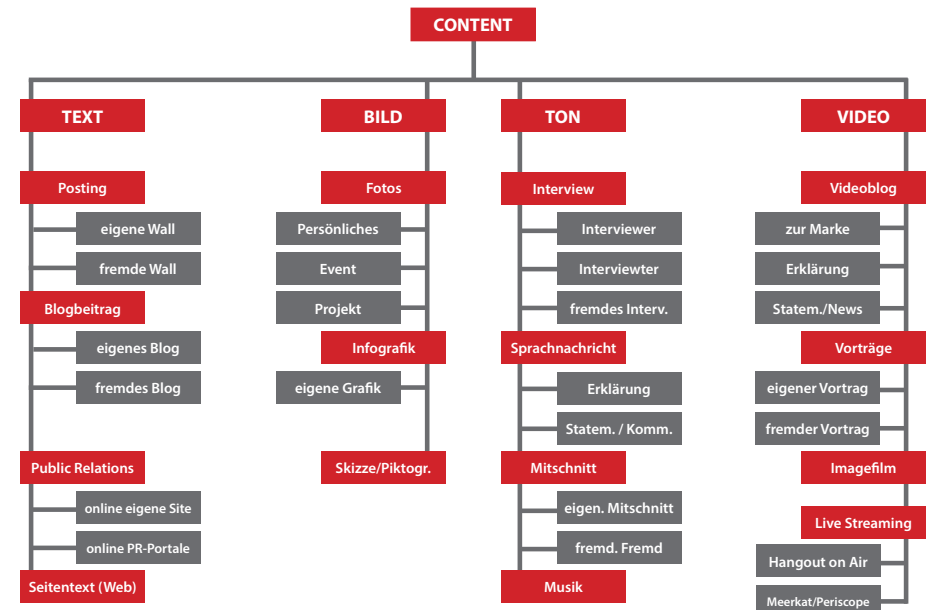 CONTENT
TEXT
Posting
eigene Wall
fremde Wall
Blogbeitrag
eigenes Blog
fremdes Blog
Public Relations
online eigene Site
online PR-Portale
Seitentext (Web)
BILD
Fotos
Persönliches
Event
Projekt
Infografik
eigene Grafik
Skizze/Piktogr.
TON
Interview
Interviewer
Interviewter
fremdes Interv.
Sprachnachricht
Erklärung
Statem. / Komm.
Mitschnitt
eigen. Mitschnitt
fremd. Fremd
Musik
VIDEO
Videoblog
zur Marke
Erklärung
Statem./News
Vorträge
eigener Vortrag
fremder Vortrag
Imagefilm
Live Streaming
Hangout on Air
Meerkat/Periscope